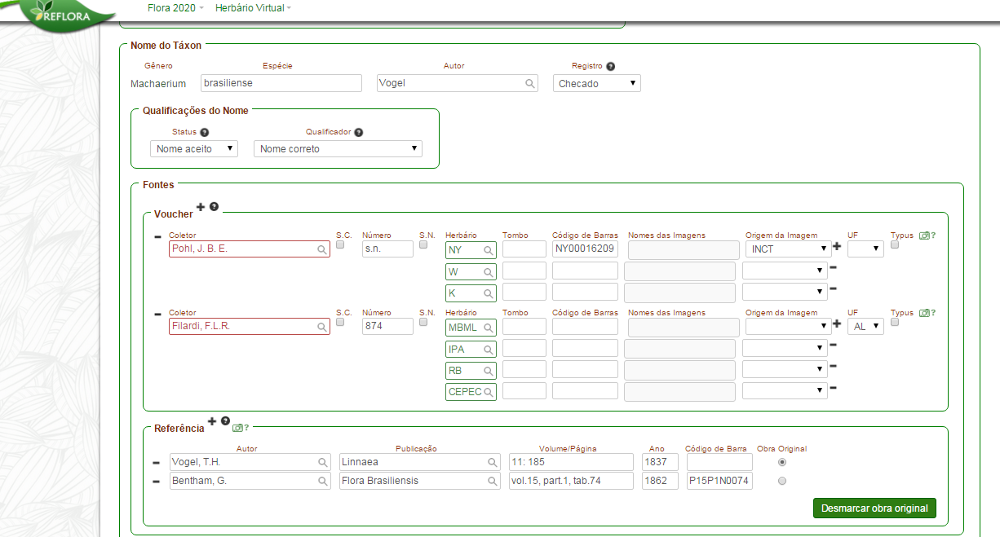 REFLORA
Flora 2020 Herbário Virtual
Nome do Táxon
Gênero Espécie Autor Registro ?
Machaerium brasiliense Vogel Checado
Qualificações do Nome
Status ? Qualificador ?
Nome aceito Nome correto
Fontes
Voucher + ?
Coletor S.C. Número S.N. Herbário Tombo Código de Barras Nomes das Imagens Origem da Imagem UF Typus ?
Pohl, J. B. E. s.n. NY NY00016209 INCT
W
K
Coletor S.C. Número S.N. Herbário Tombo Código de Barras Nomes das Imagens Origem da Imagem UF Typus ?
Filardi, F.L.R. 874 MBML AL
IPA
RB
CEPEC
Referência + ? ?
Autor Publicação Volume/Página Ano Código de Barra Obra Original
Vogel, T.H. Linnaea 11: 185 1837
Bentham, G. Flora Brasiliensis vol.15, part.1, tab.74 1862 P15P1N0074
Desmarcar obra original